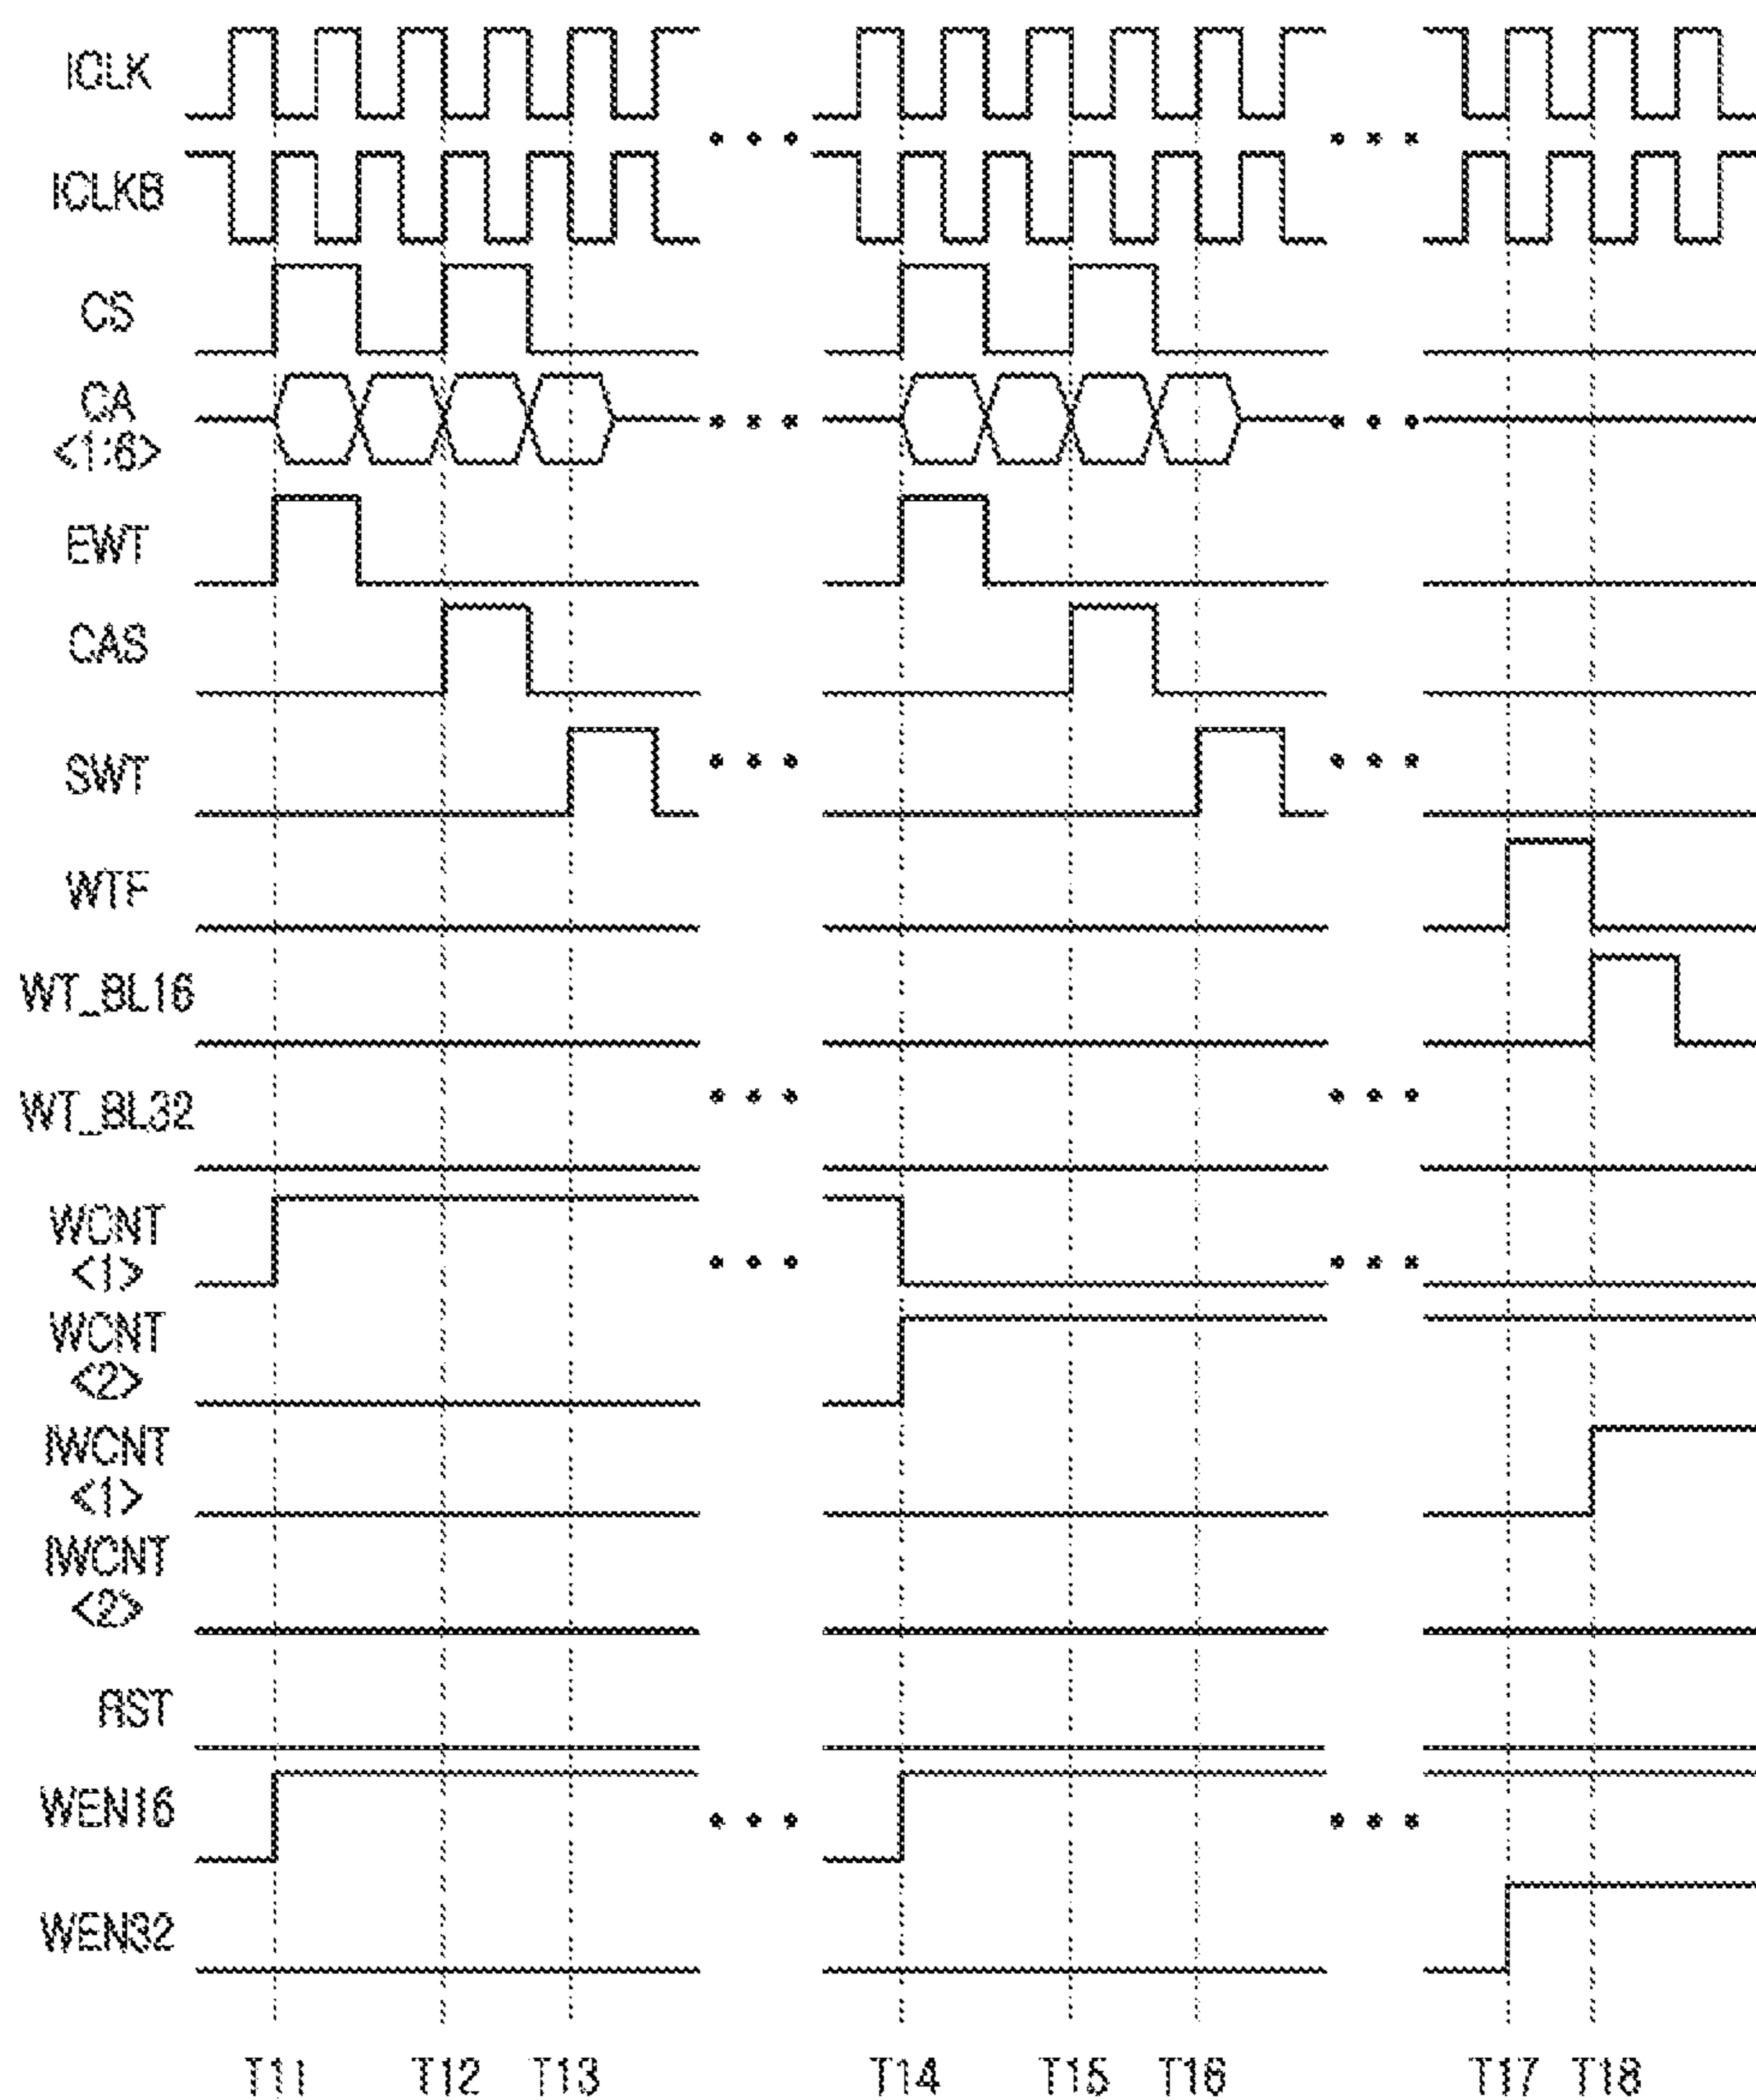 ICLK
ICLKB
CS
CA
<1:6>
EWT
CAS
SWT
WTF
WT_BL16
WT_BL32
WCNT
<1>
WCNT
<2>
IWCNT
<1>
IWCNT
<2>
RST
WEN16
WEN32
T11 T12 T13 T14 T15 T16 T17 T18